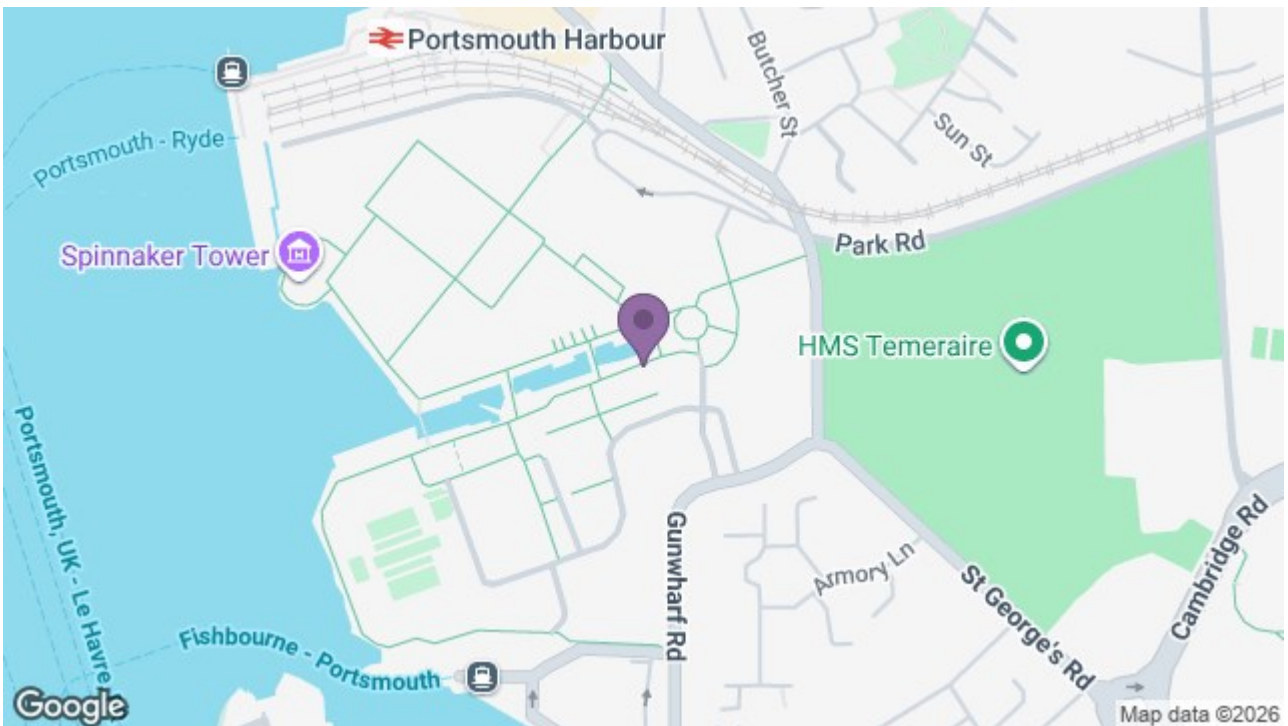 Portsmouth Harbour
Butcher St
Sun St
Portsmouth - Ryde
Spinnaker Tower
Park Rd
HMS Temeraire
Portsmouth, UK - Le Havre
Gunwharf Rd
Armory Ln
St George's Rd
Cambridge Rd
Fishbourne - Portsmouth
Google
Map data ©2026